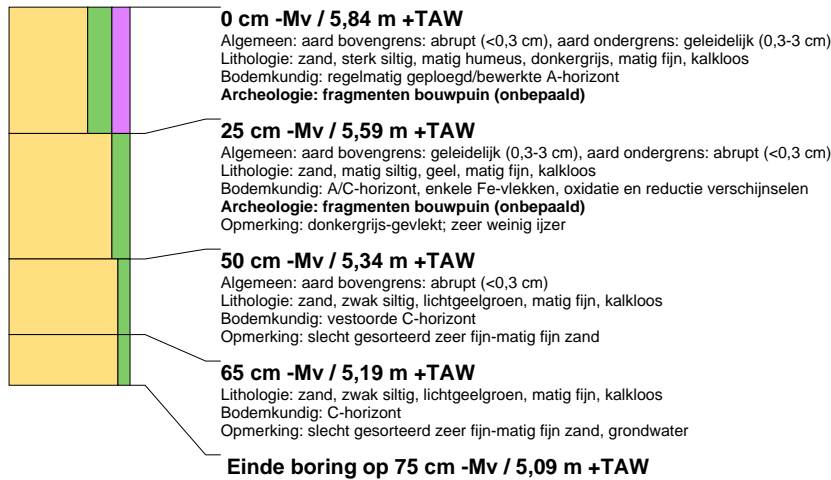 0 cm -Mv / 5,84 m +TAW
Algemeen: aard bovengrens: abrupt (<0,3 cm), aard ondergrens: geleidelijk (0,3-3 cm)
Lithologie: zand, sterk siltig, matig humeus, donkergrijs, matig fijn, kalkloos
Bodemkundig: regelmatig geploegd/bewerkte A-horizont
Archeologie: fragmenten bouwpuin (onbepaald)
25 cm -Mv / 5,59 m +TAW
Algemeen: aard bovengrens: geleidelijk (0,3-3 cm), aard ondergrens: abrupt (<0,3 cm)
Lithologie: zand, matig siltig, geel, matig fijn, kalkloos
Bodemkundig: A/C-horizont, enkele Fe-vlekken, oxidatie en reductie verschijnselen
Archeologie: fragmenten bouwpuin (onbepaald)
Opmerking: donkergrijs-gevlekt; zeer weinig ijzer
50 cm -Mv / 5,34 m +TAW
Algemeen: aard bovengrens: abrupt (<0,3 cm)
Lithologie: zand, zwak siltig, lichtgeelgroen, matig fijn, kalkloos
Bodemkundig: vestoorde C-horizont
Opmerking: slecht gesorteerd zeer fijn-matig fijn zand
65 cm -Mv / 5,19 m +TAW
Lithologie: zand, zwak siltig, lichtgeelgroen, matig fijn, kalkloos
Bodemkundig: C-horizont
Opmerking: slecht gesorteerd zeer fijn-matig fijn zand, grondwater
Einde boring op 75 cm -Mv / 5,09 m +TAW